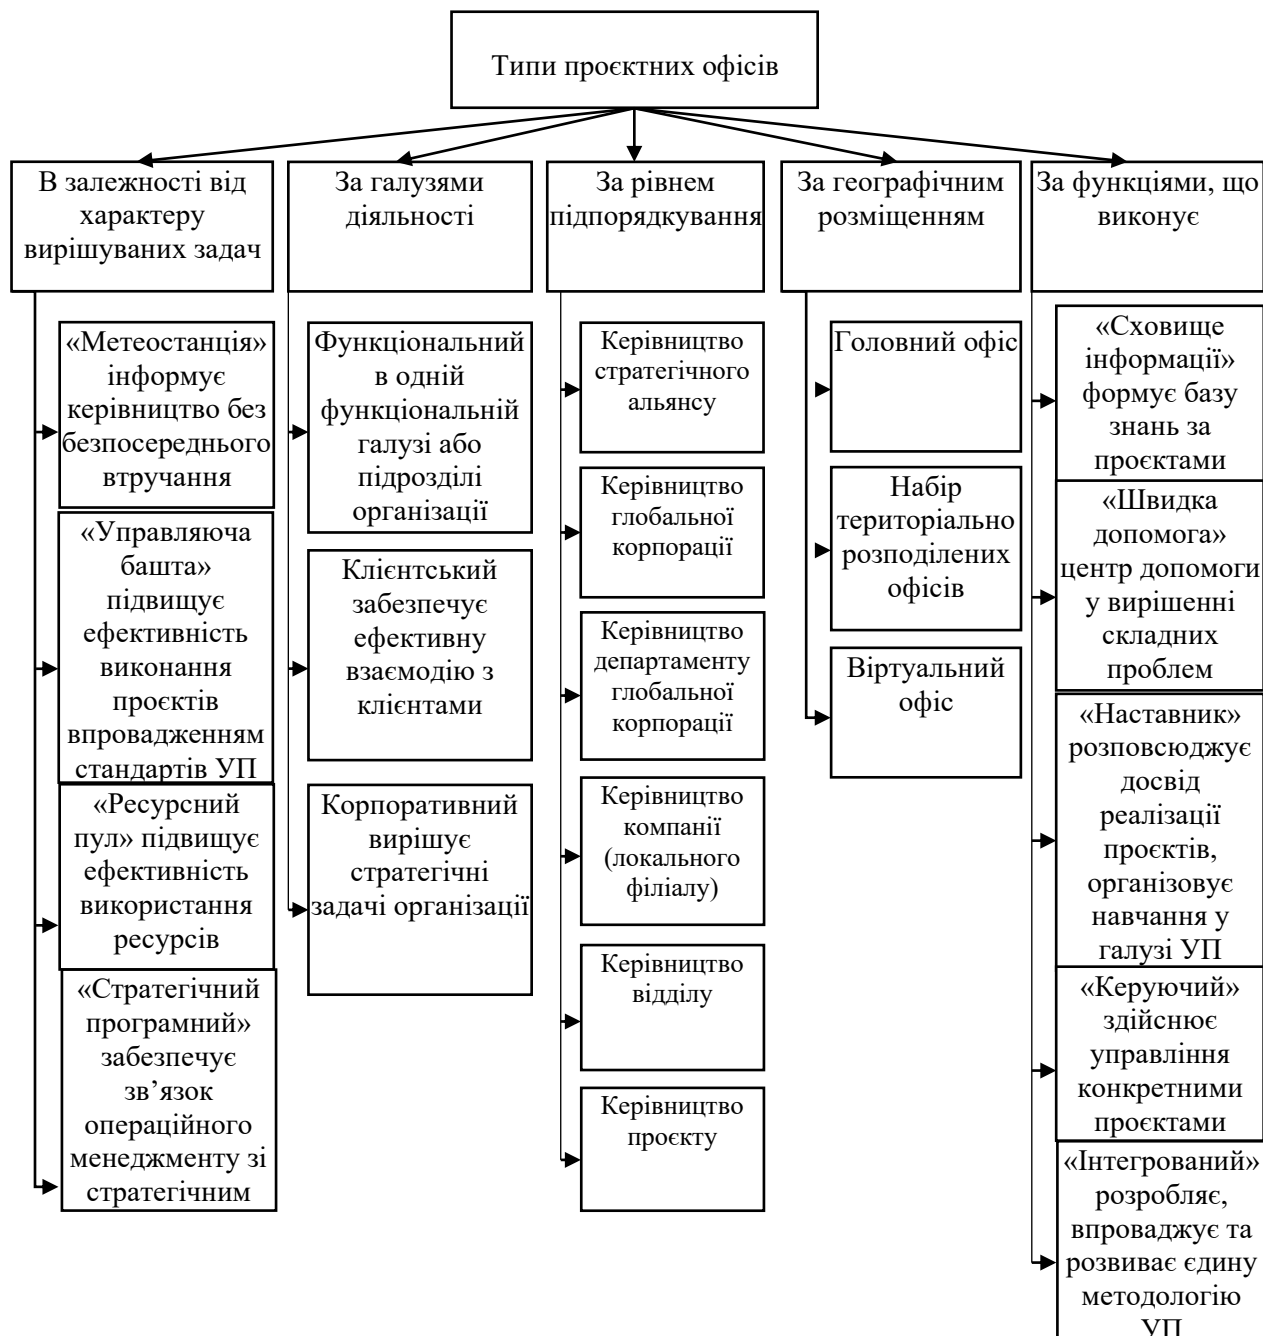 Типи проєктних офісів
В залежності від
характеру
вирішуваних задач
За галузями
діяльності
За рівнем
підпорядкування
За географічним
розміщенням
За функціями, що
виконує
«Метеостанція»
інформує
керівництво без
безпосереднього
втручання
«Управляюча
башта»
підвищує
ефективність
виконання
проєктів
впровадженням
стандартів УП
«Ресурсний
пул» підвищує
ефективність
використання
ресурсів
«Стратегічний
програмний»
забезпечує
зв’язок
операційного
менеджменту зі
стратегічним
Функціональний
в одній
функціональній
галузі або
підрозділі
організації
Клієнтський
забезпечує
ефективну
взаємодію з
клієнтами
Корпоративний
вирішує
стратегічні
задачі організації
Керівництво
стратегічного
альянсу
Керівництво
глобальної
корпорації
Керівництво
департаменту
глобальної
корпорації
Керівництво
компанії
(локального
філіалу)
Керівництво
відділу
Керівництво
проєкту
Головний офіс
Набір
територіально
розподілених
офісів
Віртуальний
офіс
«Сховище
інформації»
формує базу
знань за
проєктами
«Швидка
допомога»
центр допомоги
у вирішенні
складних
проблем
«Наставник»
розповсюджує
досвід
реалізації
проєктів,
організовує
навчання у
галузі УП
«Керуючий»
здійснює
управління
конкретними
проєктами
«Інтегрований»
розробляє,
впроваджує та
розвиває єдину
методологію
УП